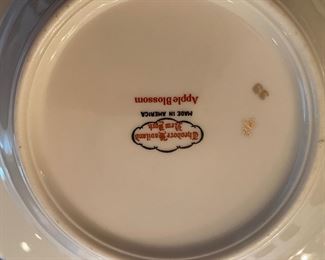 Theodore Haviland
New York
MADE IN AMERICA
Apple Blossom